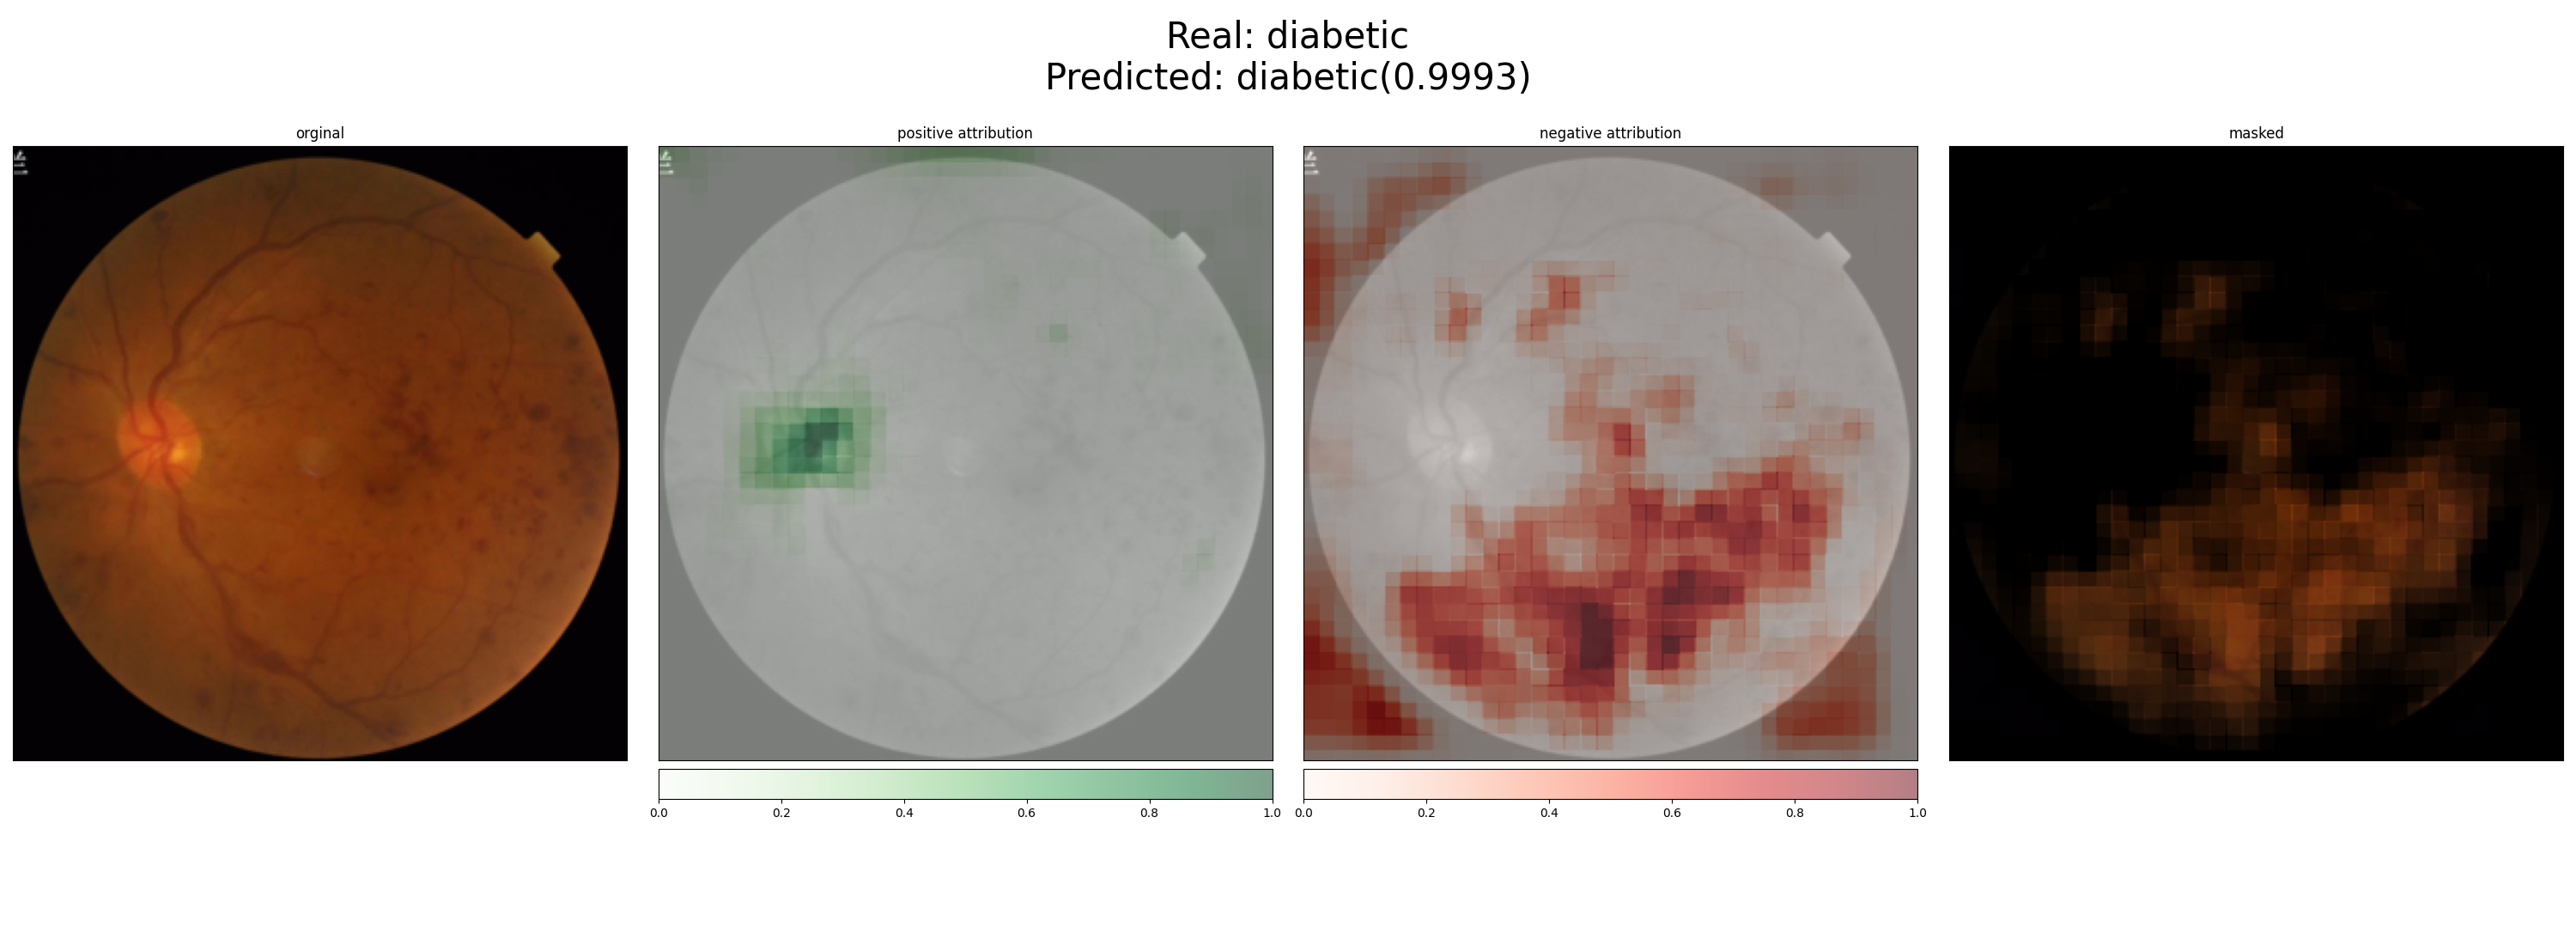 Real: diabetic
Predicted: diabetic(0.9993)
orginal
positive attribution
negative attribution
masked
0.0 0.2 0.4 0.6 0.8 1.0
0.0 0.2 0.4 0.6 0.8 1.0